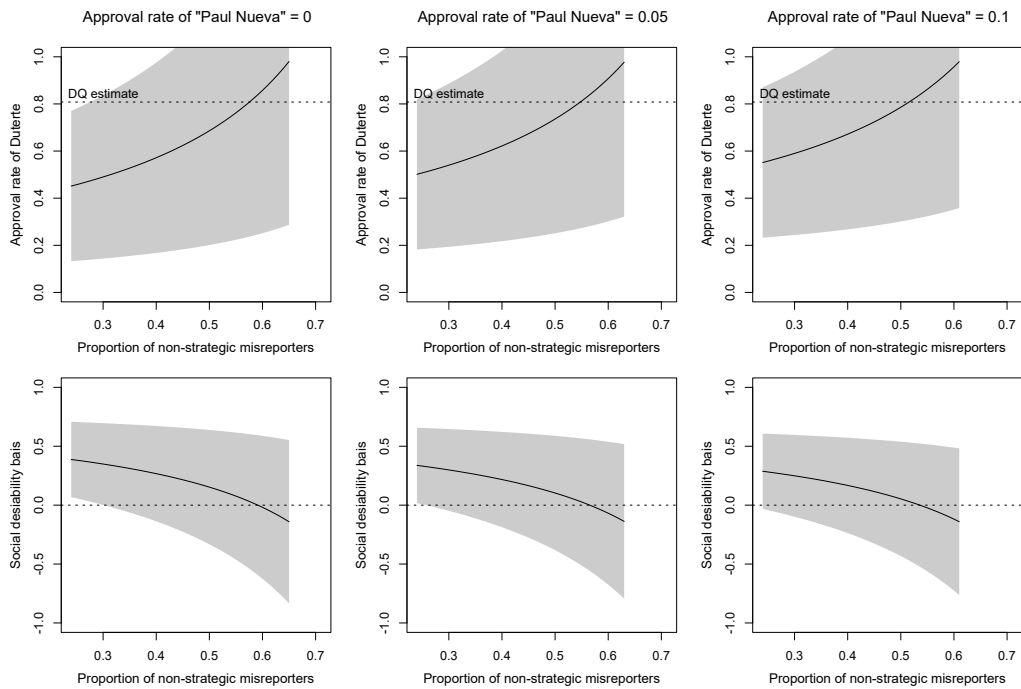 Approval rate of "Paul Nueva" = 0
Approval rate of Duterte
0.0 0.2 0.4 0.6 0.8 1.0
DQ estimate
0.3 0.4 0.5 0.6 0.7
Proportion of non-strategic misreporters
Approval rate of "Paul Nueva" = 0.05
Approval rate of Duterte
0.0 0.2 0.4 0.6 0.8 1.0
DQ estimate
0.3 0.4 0.5 0.6 0.7
Proportion of non-strategic misreporters
Approval rate of "Paul Nueva" = 0.1
Approval rate of Duterte
0.0 0.2 0.4 0.6 0.8 1.0
DQ estimate
0.3 0.4 0.5 0.6 0.7
Proportion of non-strategic misreporters
Social desiability bais
-1.0 -0.5 0.0 0.5 1.0
0.3 0.4 0.5 0.6 0.7
Proportion of non-strategic misreporters
Social desiability bais
-1.0 -0.5 0.0 0.5 1.0
0.3 0.4 0.5 0.6 0.7
Proportion of non-strategic misreporters
Social desiability bais
-1.0 -0.5 0.0 0.5 1.0
0.3 0.4 0.5 0.6 0.7
Proportion of non-strategic misreporters